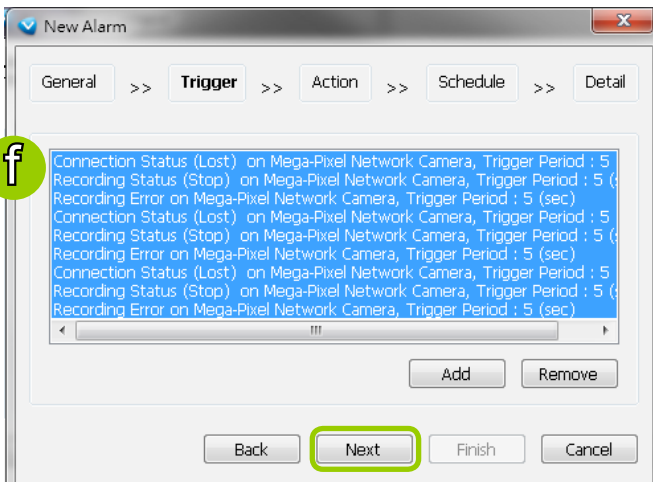 New Alarm
General >> Trigger >> Action >> Schedule >> Detail
f
Connection Status (Lost) on Mega-Pixel Network Camera, Trigger Period : 5
Recording Status (Stop) on Mega-Pixel Network Camera, Trigger Period : 5 (
Recording Error on Mega-Pixel Network Camera, Trigger Period : 5 (sec)
Connection Status (Lost) on Mega-Pixel Network Camera, Trigger Period : 5
Recording Status (Stop) on Mega-Pixel Network Camera, Trigger Period : 5 (
Recording Error on Mega-Pixel Network Camera, Trigger Period : 5 (sec)
Connection Status (Lost) on Mega-Pixel Network Camera, Trigger Period : 5
Recording Status (Stop) on Mega-Pixel Network Camera, Trigger Period : 5 (
Recording Error on Mega-Pixel Network Camera, Trigger Period : 5 (sec)
Add Remove
Back Next Finish Cancel